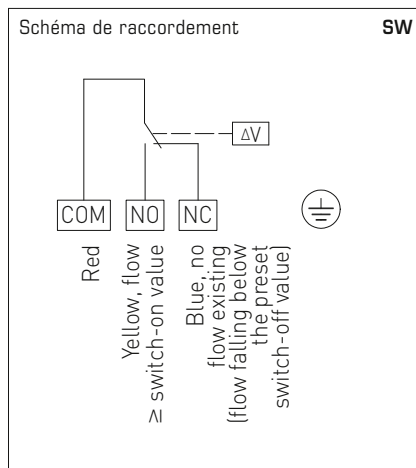 Schéma de raccordement
SW
ΔV
COM
NO
NC
Red
Yellow, flow
≥ switch-on value
Blue, no
flow existing
(flow falling below
the preset
switch-off value)